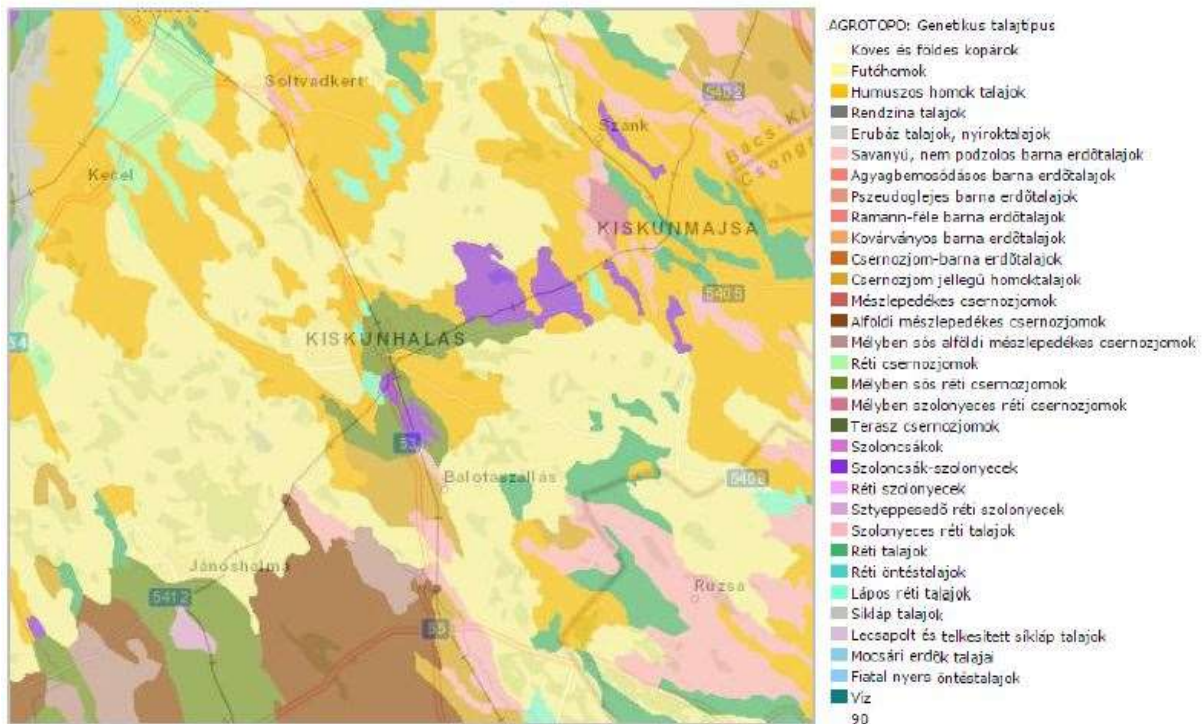 Soltvadkert
Kecel
Szank
5402
Bács Ki
Csongr
KISKUNMAJSA
5405
KISKUNHALAS
54
53
Balotaszállás
5408
Jánoshalma
5412
Ruzsa
55
AGROTOPO: Genetikus talajtípus
Köves és földes kopárok
Futóhomok
Humuszos homok talajok
Rendzina talajok
Erubáz talajok, nyiroktalajok
Savanyú, nem podzolos barna erdőtalajok
Agyagbemosódásos barna erdőtalajok
Pszeudoglejes barna erdőtalajok
Ramann-féle barna erdőtalajok
Kovárványos barna erdőtalajok
Csernozjom-barna erdőtalajok
Csernozjom jellegű homoktalajok
Mészlepedékes csernozjomok
Alföldi mészlepedékes csernozjomok
Mélyben sós alföldi mészlepedékes csernozjomok
Réti csernozjomok
Mélyben sós réti csernozjomok
Mélyben szolonyeces réti csernozjomok
Terasz csernozjomok
Szoloncsákok
Szoloncsák-szolonyecek
Réti szolonyecek
Sztyeppesedő réti szolonyecek
Szolonyeces réti talajok
Réti talajok
Réti öntéstalajok
Lápos réti talajok
Síkláp talajok
Lecsapolt és telkesített síkláp talajok
Mocsári erdők talajai
Fiatal nyers öntéstalajok
Víz
90